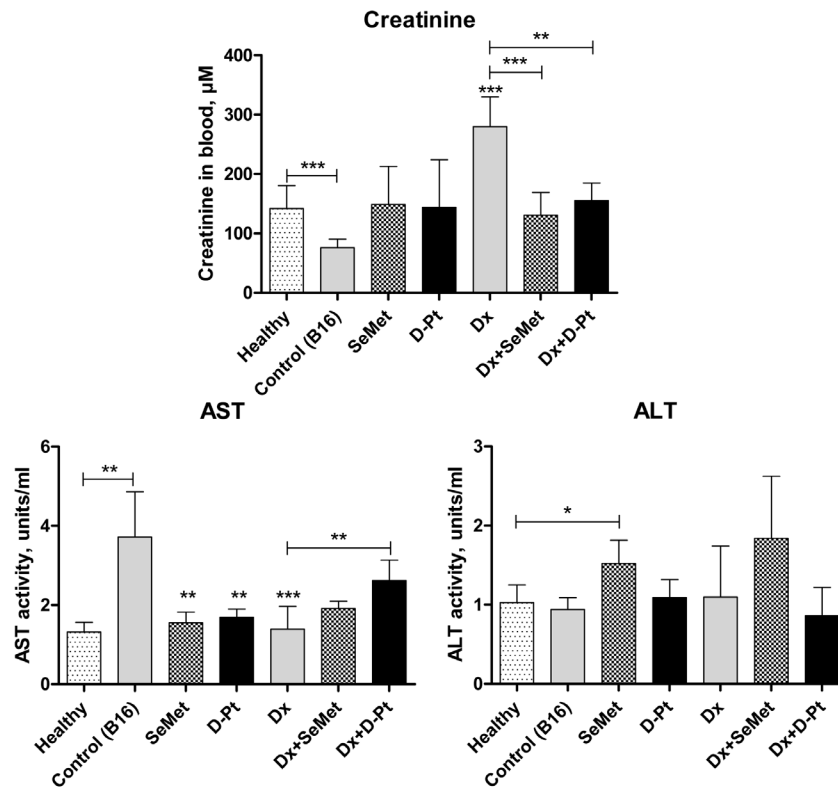 Creatinine
Creatinine in blood, µM
400
300
200
100
0
***
***
***
**
Healthy
Control (B16)
SeMet
D-Pt
Dx
Dx+SeMet
Dx+D-Pt
AST
AST activity, units/ml
6
4
2
0
**
**
**
***
**
Healthy
Control (B16)
SeMet
D-Pt
Dx
Dx+SeMet
Dx+D-Pt
ALT
ALT activity, units/ml
3
2
1
0
*
Healthy
Control (B16)
SeMet
D-Pt
Dx
Dx+SeMet
Dx+D-Pt